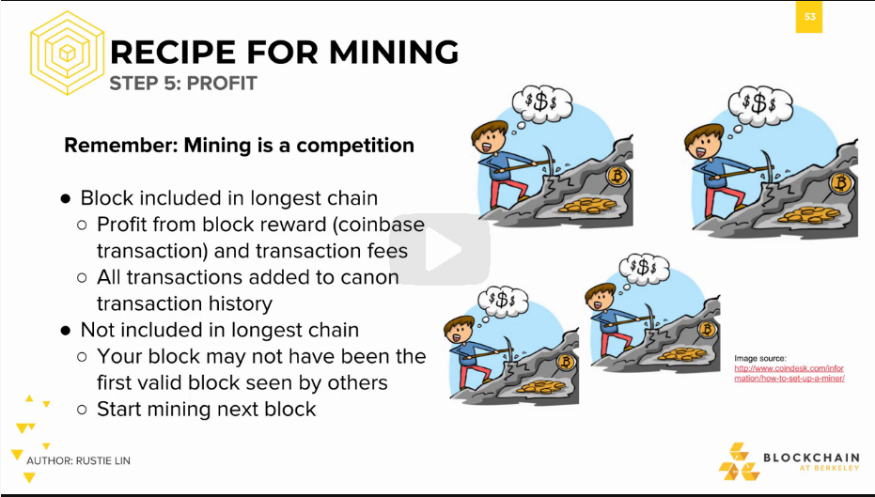 53
RECIPE FOR MINING
STEP 5: PROFIT
Remember: Mining is a competition
● Block included in longest chain
○ Profit from block reward (coinbase
transaction) and transaction fees
○ All transactions added to canon
transaction history
● Not included in longest chain
○ Your block may not have been the
first valid block seen by others
○ Start mining next block
$$$
$$$
$$$
$$$
Image source:
http://www.coindesk.com/infor
mation/how-to-set-up-a-miner/
AUTHOR: RUSTIE LIN
BLOCKCHAIN
AT BERKELEY